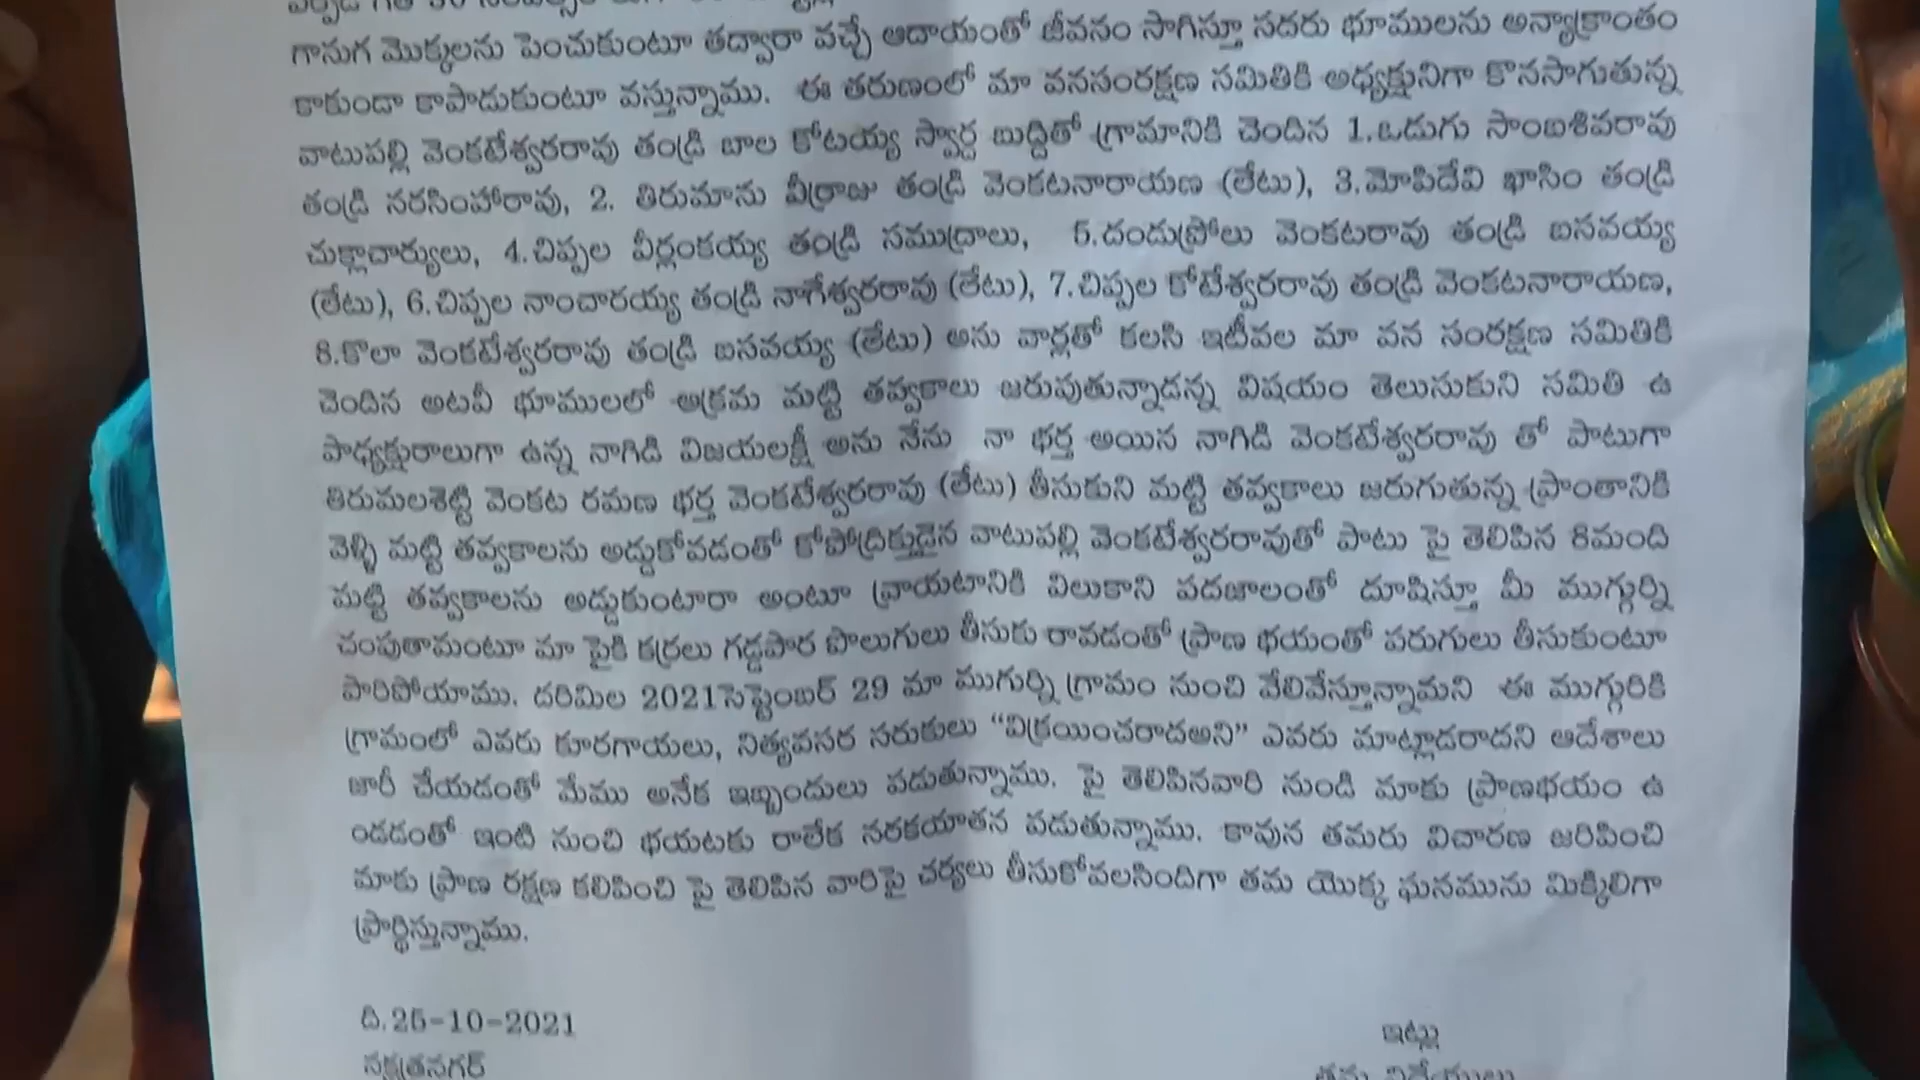 గానుగ మొక్కలను పెంచుకుంటూ తద్వారా వచ్చే ఆదాయంతో జీవనం సాగిస్తూ సదరు భూములను అన్యాక్రాంతం
కాకుండా కాపాడుకుంటూ వస్తున్నాము. ఈ తరుణంలో మా వనసంరక్షణ సమితికి అధ్యక్షునిగా కొనసాగుతున్న
వాటుపల్లి వెంకటేశ్వరరావు తండ్రి బాల కోటయ్య స్వార్ధ బుద్దితో గ్రామానికి చెందిన 1.ఒడుగు సాంబశివరావు
తండ్రి నరసింహారావు, 2. తిరుమాను వీర్రాజు తండ్రి వెంకటనారాయణ (లేటు), 3.మోపిదేవి ఖాసిం తండ్రి
చుక్లాచార్యులు, 4.చిప్పల వీర్లంకయ్య తండ్రి సముద్రాలు, 5.దండుప్రోలు వెంకటరావు తండ్రి బసవయ్య
(లేటు), 6.చిప్పల నాంచారయ్య తండ్రి నాగేశ్వరరావు (లేటు), 7.చిప్పల కోటేశ్వరరావు తండ్రి వెంకటనారాయణ,
8.కొలా వెంకటేశ్వరరావు తండ్రి బసవయ్య (లేటు) అను వార్లతో కలసి ఇటీవల మా వన సంరక్షణ సమితికి
చెందిన అటవీ భూములలో అక్రమ మట్టి తవ్వకాలు జరుపుతున్నాడన్న విషయం తెలుసుకుని సమితి ఉ
పాధ్యక్షురాలుగా ఉన్న నాగిడి విజయలక్ష్మీ అను నేను నా భర్త అయిన నాగిడి వెంకటేశ్వరరావు తో పాటుగా
తిరుమలశెట్టి వెంకట రమణ భర్త వెంకటేశ్వరరావు (లేటు) తీసుకుని మట్టి తవ్వకాలు జరుగుతున్న ప్రాంతానికి
వెళ్ళి మట్టి తవ్వకాలను అడ్డుకోవడంతో కోపోద్రిక్తుడైన వాటుపల్లి వెంకటేశ్వరరావుతో పాటు పై తెలిపిన 8మంది
మట్టి తవ్వకాలను అడ్డుకుంటారా అంటూ వ్రాయటానికి విలుకాని పదజాలంతో దూషిస్తూ మీ ముగ్గుర్ని
చంపుతామంటూ మా పైకి కర్రలు గడ్డపార పొలుగులు తీసుకు రావడంతో ప్రాణ భయంతో పరుగులు తీసుకుంటూ
పారిపోయాము. దరిమిల 2021సెప్టెంబర్ 29 మా ముగుర్ని గ్రామం నుంచి వేలివేస్తూన్నామని ఈ ముగ్గురికి
గ్రామంలో ఎవరు కూరగాయలు, నిత్యవసర సరుకులు “విక్రయించరాదఅని” ఎవరు మాట్లాడరాదని ఆదేశాలు
జారీ చేయడంతో మేము అనేక ఇబ్బందులు పడుతున్నాము. పై తెలిపినవారి నుండి మాకు ప్రాణభయం ఉ
ండడంతో ఇంటి నుంచి భయటకు రాలేక నరకయాతన పడుతున్నాము. కావున తమరు విచారణ జరిపించి
మాకు ప్రాణ రక్షణ కలిపించి పై తెలిపిన వారిపై చర్యలు తీసుకోవలసిందిగా తమ యొక్క ఘనమును మిక్కిలిగా
ప్రార్థిస్తున్నాము.
ది.25-10-2021
ఇట్లు
నక్షత్రనగర్